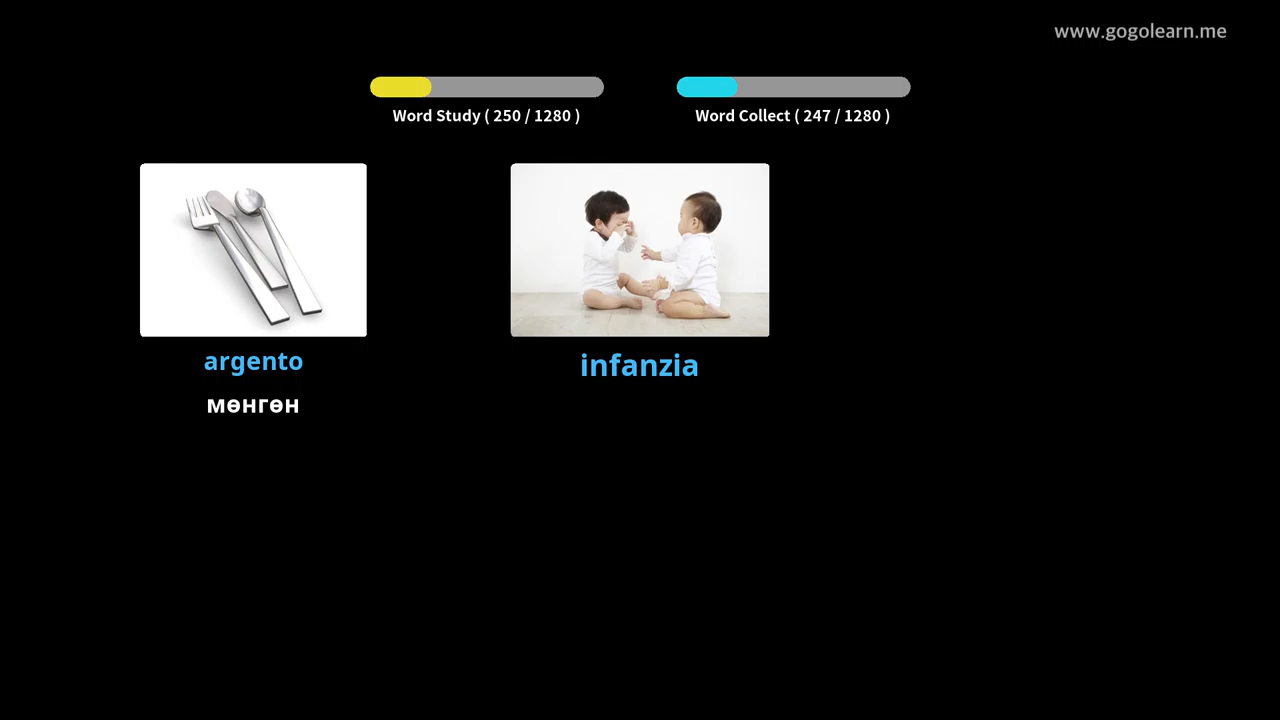 www.gogolearn.me
Word Study ( 250 / 1280 )
Word Collect ( 247 / 1280 )
argento
мөнгөн
infanzia